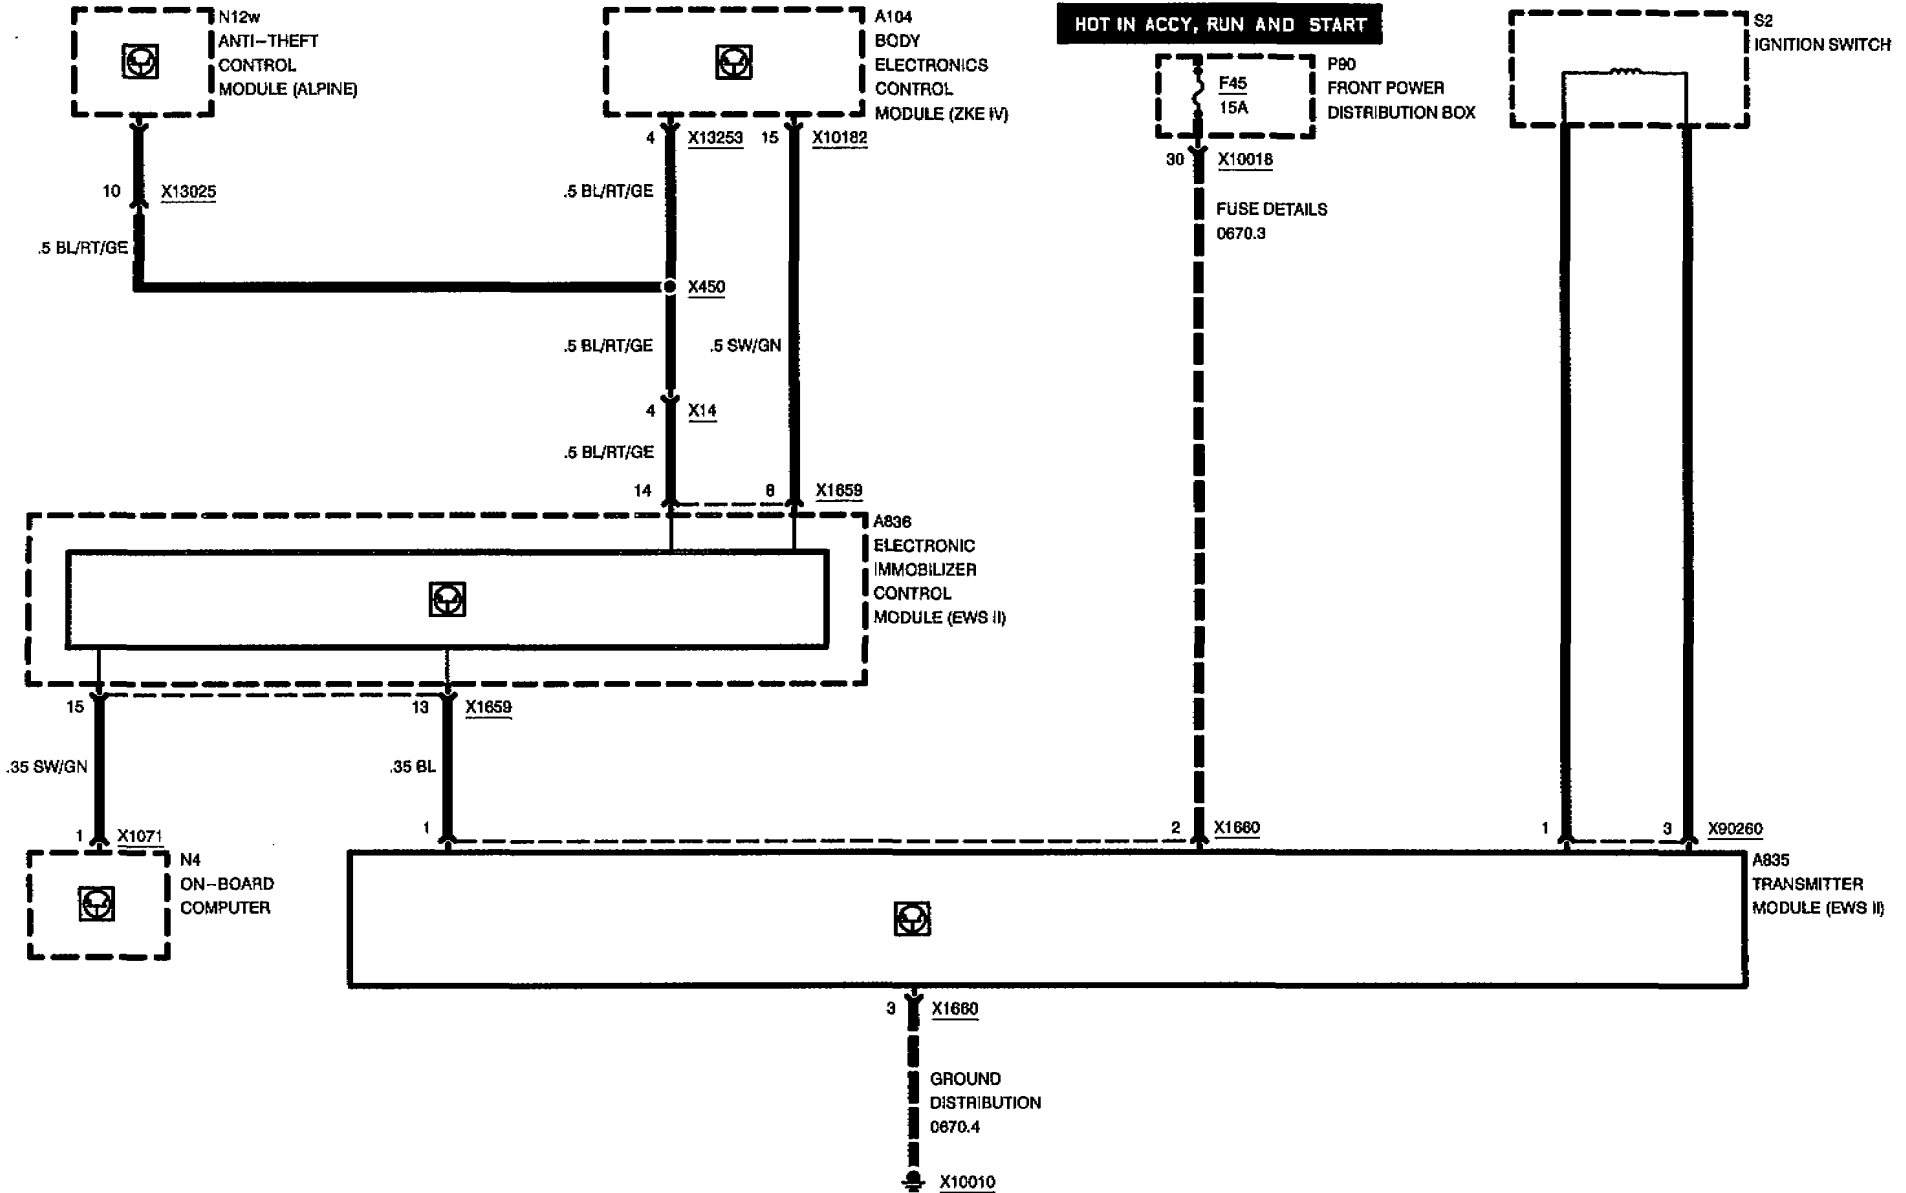 N12w
ANTI-THEFT
CONTROL
MODULE (ALPINE)
A104
BODY
ELECTRONICS
CONTROL
MODULE (ZKE IV)
HOT IN ACCY, RUN AND START
P90
FRONT POWER
DISTRIBUTION BOX
F45
15A
S2
IGNITION SWITCH
4 X13253 15 X10182
30 X10018
10 X13025
.5 BL/RT/GE
FUSE DETAILS
0670.3
.5 BL/RT/GE
X450
.5 BL/RT/GE .5 SW/GN
4 X14
.5 BL/RT/GE
14 8 X1659
A836
ELECTRONIC
IMMOBILIZER
CONTROL
MODULE (EWS II)
15 13 X1659
.35 SW/GN .35 BL
1 X1071 1 2 X1660 1 3 X90260
N4
ON-BOARD
COMPUTER
A835
TRANSMITTER
MODULE (EWS II)
3 X1660
GROUND
DISTRIBUTION
0670.4
X10010